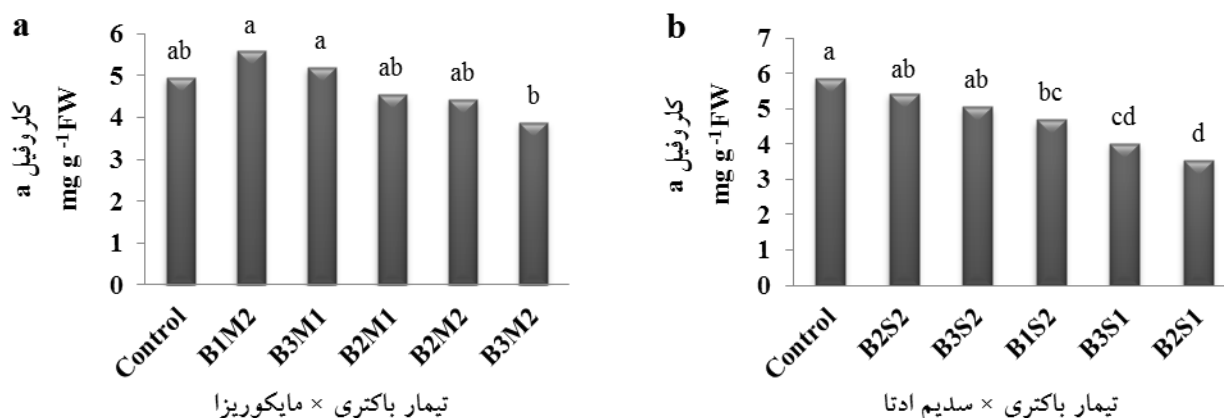 a
کلروفیل a
mg g -1FW
6
5
4
3
2
1
0
ab
a
a
ab
ab
b
Control
B1M2
B3M1
B2M1
B2M2
B3M2
تیمار باکتری × مایکوریزا
b
کلروفیل a
mg g -1FW
7
6
5
4
3
2
1
0
a
ab
ab
bc
cd
d
Control
B2S2
B3S2
B1S2
B3S1
B2S1
تیمار باکتری × سدیم ادتا